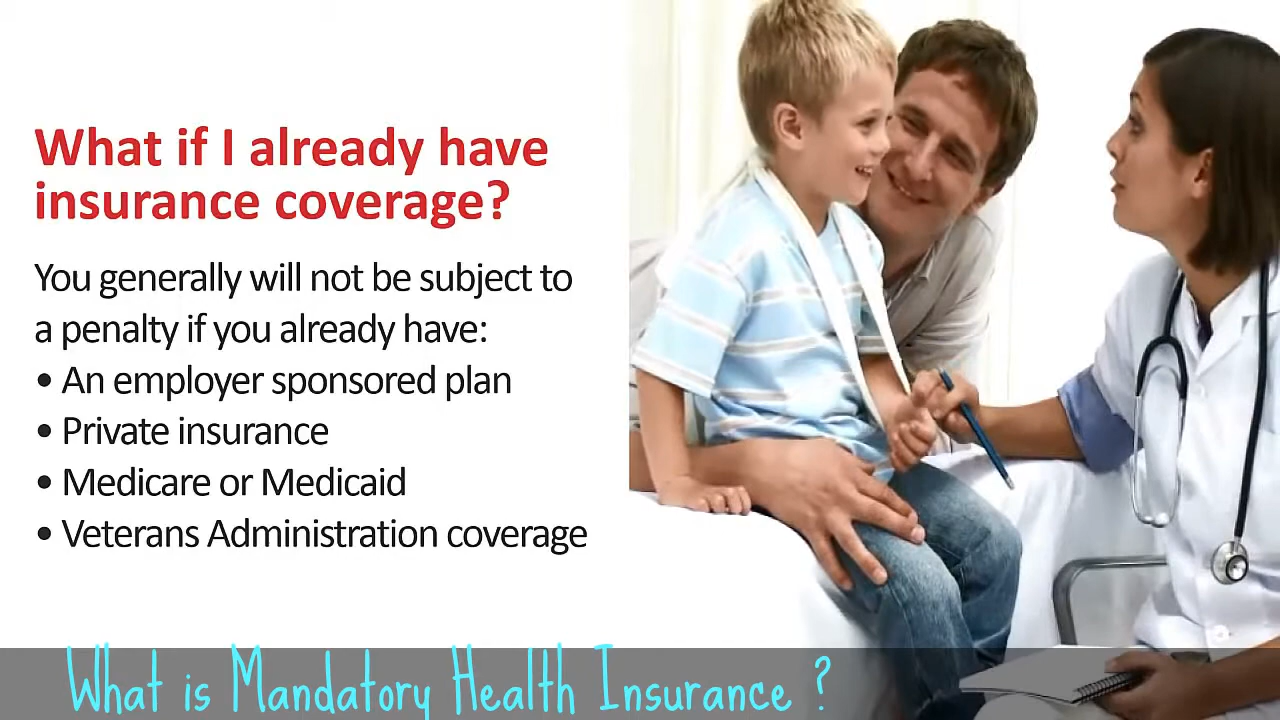 What if I already have
insurance coverage?
You generally will not be subject to
a penalty if you already have:
• An employer sponsored plan
• Private insurance
• Medicare or Medicaid
• Veterans Administration coverage
What is Mandatory Health Insurance ?